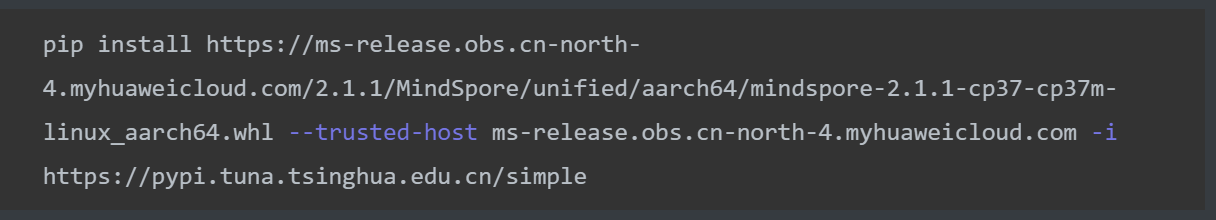 pip install https://ms-release.obs.cn-north-
4.myhuaweicloud.com/2.1.1/MindSpore/unified/aarch64/mindspore-2.1.1-cp37-cp37m-
linux_aarch64.whl --trusted-host ms-release.obs.cn-north-4.myhuaweicloud.com -i
https://pypi.tuna.tsinghua.edu.cn/simple